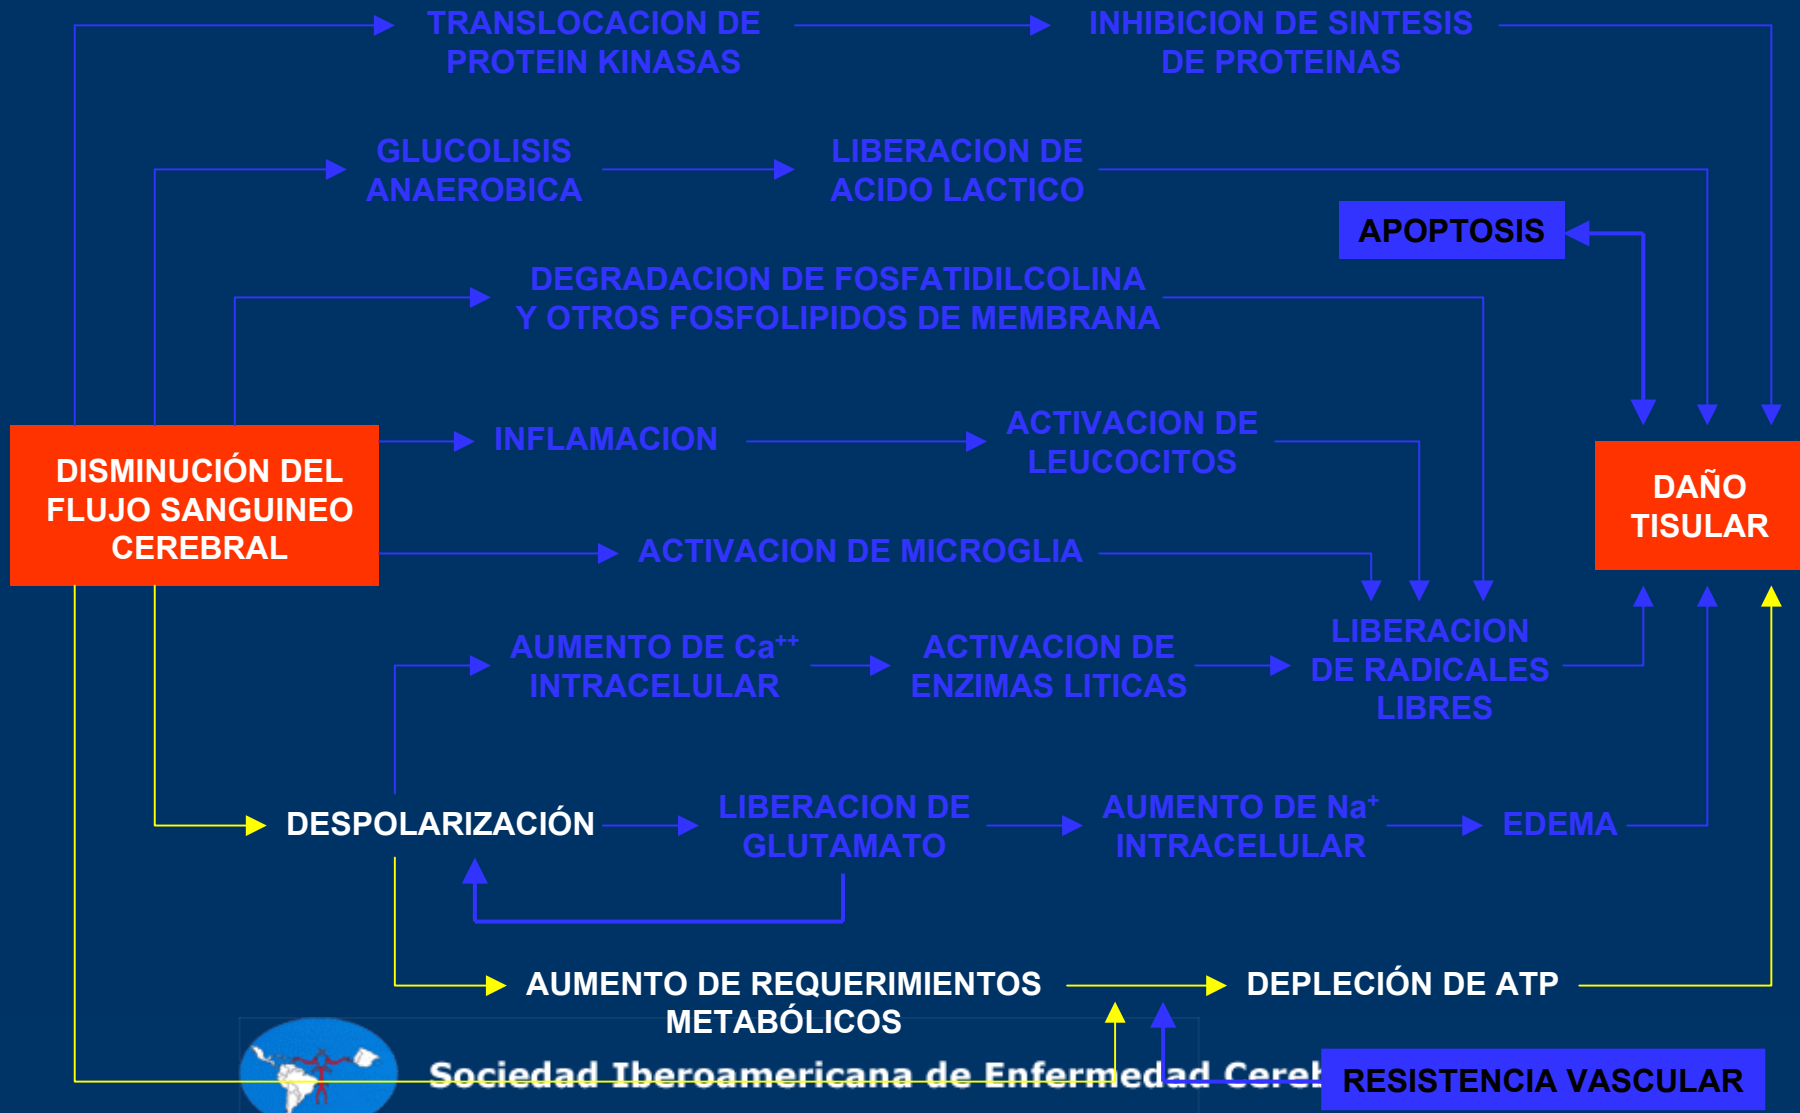 TRANSLOCACION DE
PROTEIN KINASAS
INHIBICION DE SINTESIS
DE PROTEINAS
GLUCOLISIS
ANAEROBICA
LIBERACION DE
ACIDO LACTICO
APOPTOSIS
DEGRADACION DE FOSFATIDILCOLINA
Y OTROS FOSFOLIPIDOS DE MEMBRANA
INFLAMACION
ACTIVACION DE
LEUCOCITOS
DISMINUCIÓN DEL
FLUJO SANGUINEO
CEREBRAL
DAÑO
TISULAR
ACTIVACION DE MICROGLIA
AUMENTO DE Ca⁺⁺
INTRACELULAR
ACTIVACION DE
ENZIMAS LITICAS
LIBERACION
DE RADICALES
LIBRES
DESPOLARIZACIÓN
LIBERACION DE
GLUTAMATO
AUMENTO DE Na⁺
INTRACELULAR
EDEMA
AUMENTO DE REQUERIMIENTOS
METABÓLICOS
DEPLECIÓN DE ATP
Sociedad Iberoamericana de Enfermedad
RESISTENCIA VASCULAR